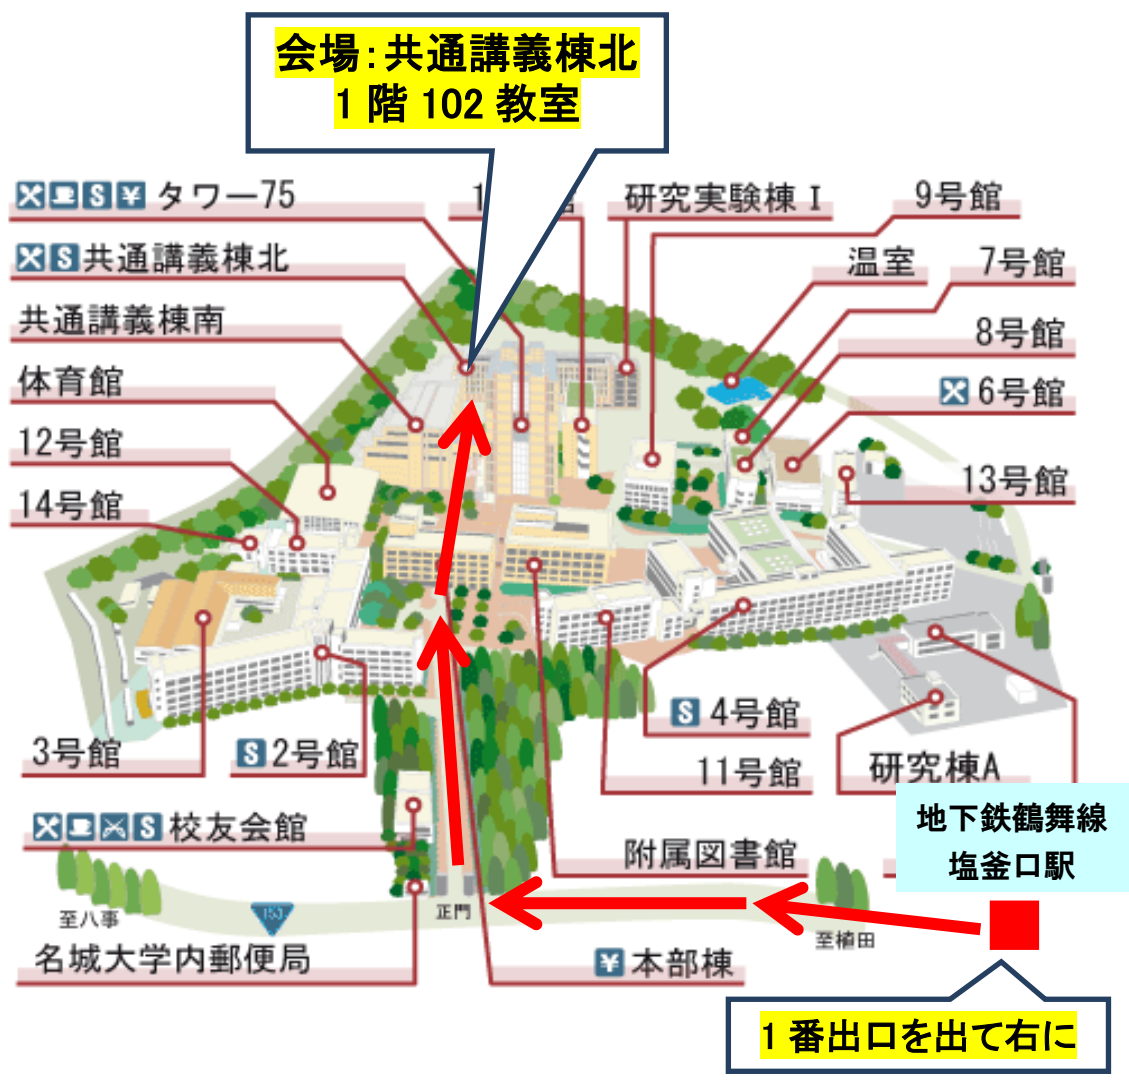 会場：共通講義棟北
1 階 102 教室
タワー75
1
館
研究実験棟Ⅰ
9号館
共通講義棟北
温室
7号館
共通講義棟南
8号館
体育館
6号館
12号館
13号館
14号館
3号館
S 2号館
S 4号館
11号館
研究棟A
S 校友会館
附属図書館
地下鉄鶴舞線
塩釜口駅
至八事
153
正門
至植田
名城大学内郵便局
¥ 本部棟
1 番出口を出て右に